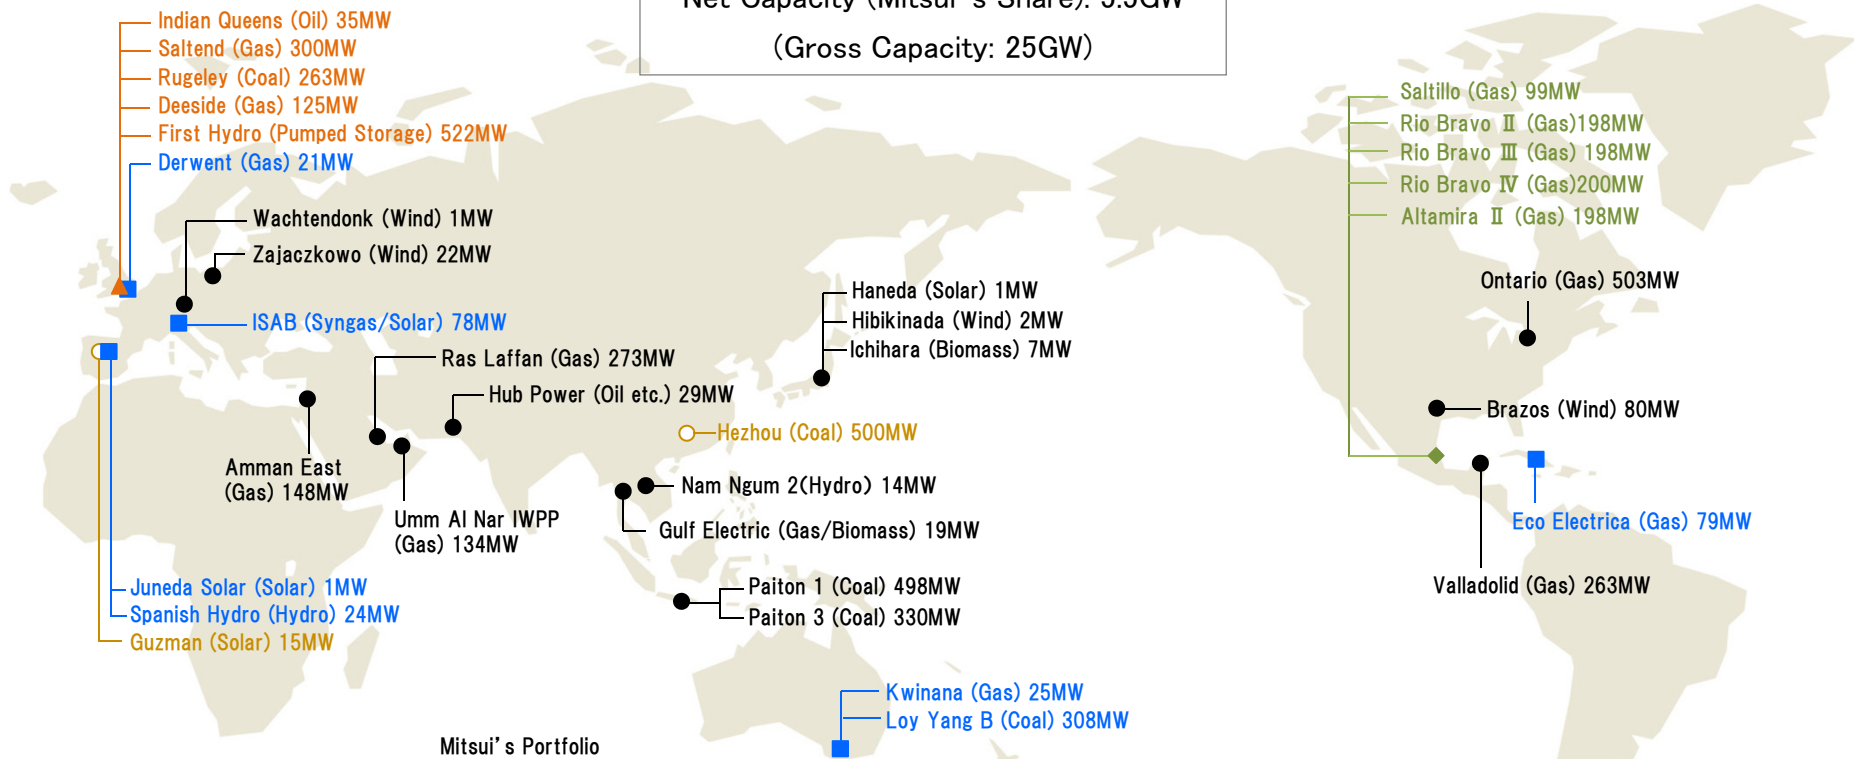 Net Capacity (Mitsui's Share): 5.5GW
(Gross Capacity: 25GW)
Indian Queens (Oil) 35MW
Saltend (Gas) 300MW
Rugeley (Coal) 263MW
Deeside (Gas) 125MW
First Hydro (Pumped Storage) 522MW
Derwent (Gas) 21MW
Wachtendonk (Wind) 1MW
Zajaczkowo (Wind) 22MW
ISAB (Syngas/Solar) 78MW
Ras Laffan (Gas) 273MW
Hub Power (Oil etc.) 29MW
Amman East
(Gas) 148MW
Umm Al Nar IWPP
(Gas) 134MW
Juneda Solar (Solar) 1MW
Spanish Hydro (Hydro) 24MW
Guzman (Solar) 15MW
Haneda (Solar) 1MW
Hibikinada (Wind) 2MW
Ichihara (Biomass) 7MW
Hezhou (Coal) 500MW
Nam Ngum 2(Hydro) 14MW
Gulf Electric (Gas/Biomass) 19MW
Paiton 1 (Coal) 498MW
Paiton 3 (Coal) 330MW
Kwinana (Gas) 25MW
Loy Yang B (Coal) 308MW
Saltillo (Gas) 99MW
Rio Bravo Ⅱ (Gas)198MW
Rio Bravo Ⅲ (Gas) 198MW
Rio Bravo Ⅳ (Gas)200MW
Altamira Ⅱ (Gas) 198MW
Ontario (Gas) 503MW
Brazos (Wind) 80MW
Eco Electrica (Gas) 79MW
Valladolid (Gas) 263MW
Mitsui's Portfolio